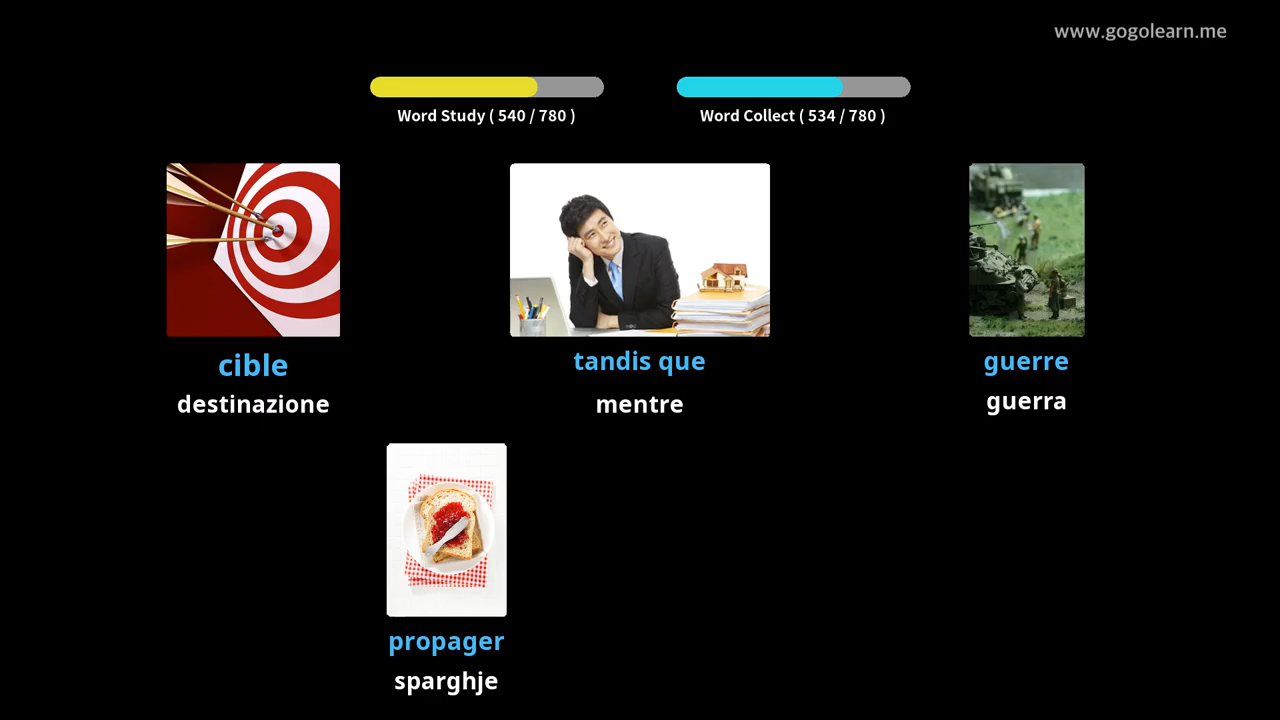 www.gogolearn.me
Word Study ( 540 / 780 )
Word Collect ( 534 / 780 )
cible
destinazione
tandis que
mentre
guerre
guerra
propager
sparghje